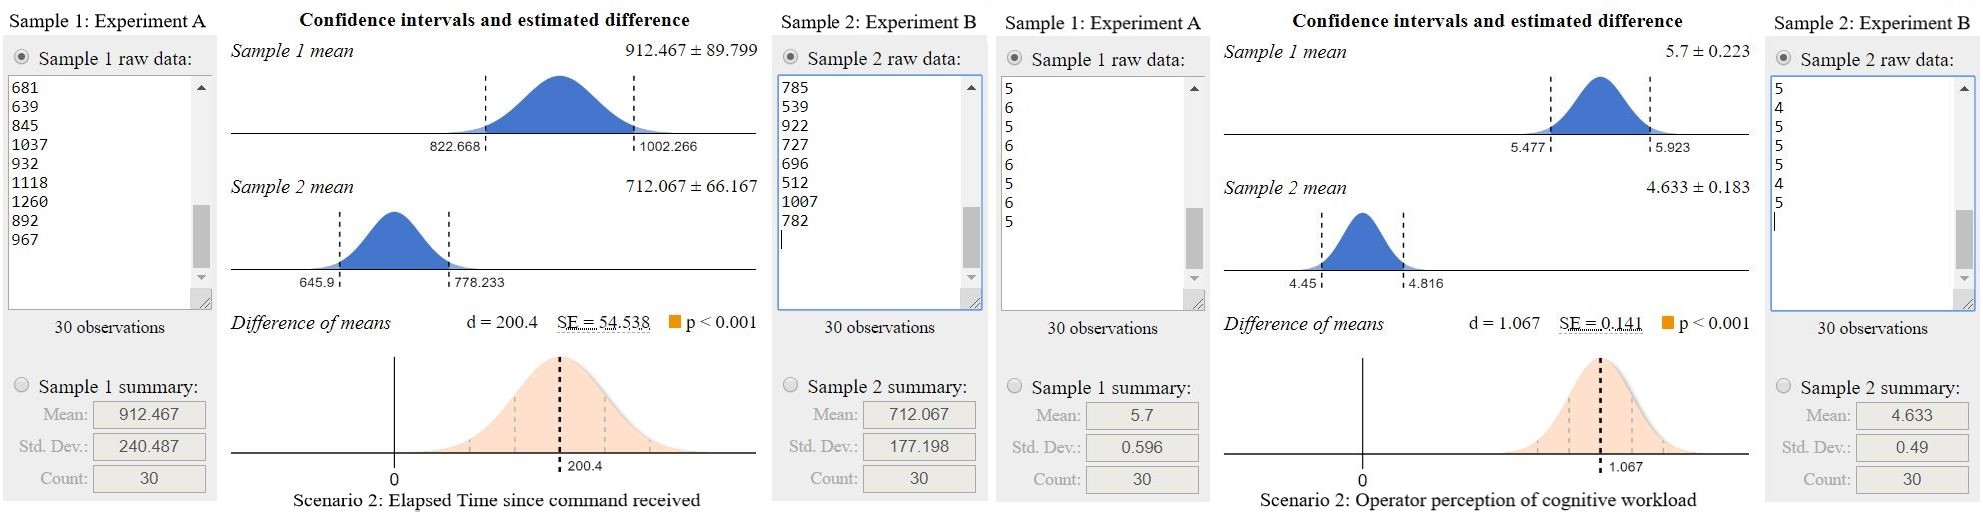 Sample 1: Experiment A
Sample 1 raw data:
681
639
845
1037
932
1118
1260
892
967
30 observations
Sample 1 summary:
Mean: 912.467
Std. Dev.: 240.487
Count: 30
Confidence intervals and estimated difference
Sample 1 mean 912.467 ± 89.799
822.668 1002.266
Sample 2 mean 712.067 ± 66.167
645.9 778.233
Difference of means d = 200.4 SE = 54.538 p < 0.001
200.4
0
Scenario 2: Elapsed Time since command received
Sample 2: Experiment B
Sample 2 raw data:
785
539
922
727
696
512
1007
782
30 observations
Sample 2 summary:
Mean: 712.067
Std. Dev.: 177.198
Count: 30
Sample 1: Experiment A
Sample 1 raw data:
5
6
5
6
6
5
6
5
30 observations
Sample 1 summary:
Mean: 5.7
Std. Dev.: 0.596
Count: 30
Confidence intervals and estimated difference
Sample 1 mean 5.7 ± 0.223
5.477 5.923
Sample 2 mean 4.633 ± 0.183
4.45 4.816
Difference of means d = 1.067 SE = 0.141 p < 0.001
1.067
0
Scenario 2: Operator perception of cognitive workload
Sample 2: Experiment B
Sample 2 raw data:
5
4
5
5
5
4
5
30 observations
Sample 2 summary:
Mean: 4.633
Std. Dev.: 0.49
Count: 30